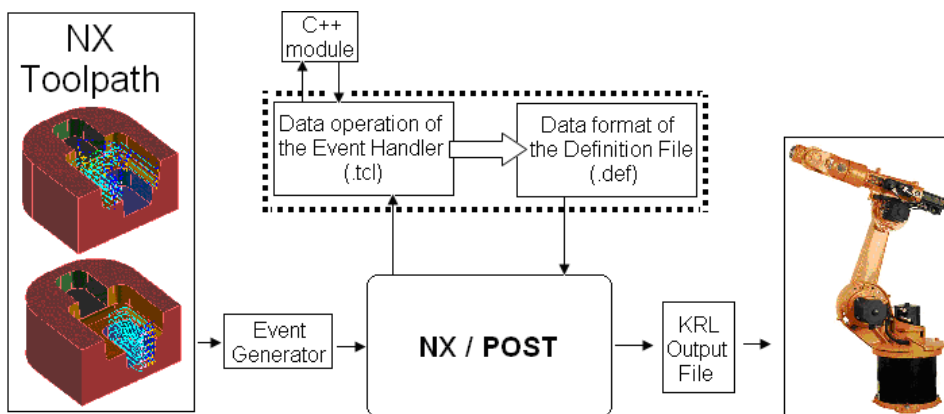 NX
Toolpath
C++
module
Data operation of
the Event Handler
(.tcl)
Data format of
the Definition File
(.def)
Event
Generator
NX / POST
KRL
Output
File